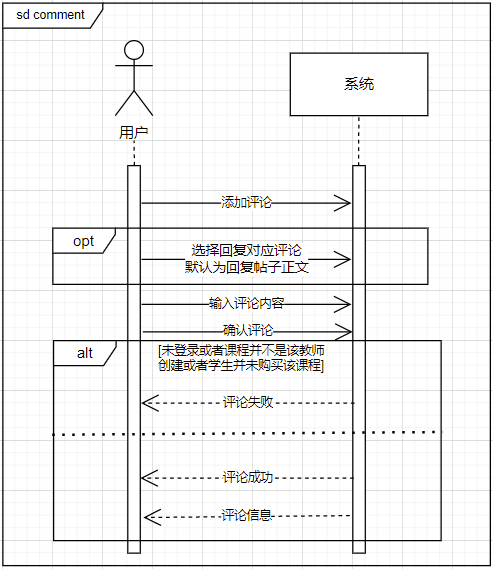 sd comment
系统
用户
添加评论
opt
选择回复对应评论
默认为回复帖子正文
输入评论内容
确认评论
alt
[未登录或者课程并不是该教师
创建或者学生并未购买该课程]
评论失败
评论成功
评论信息